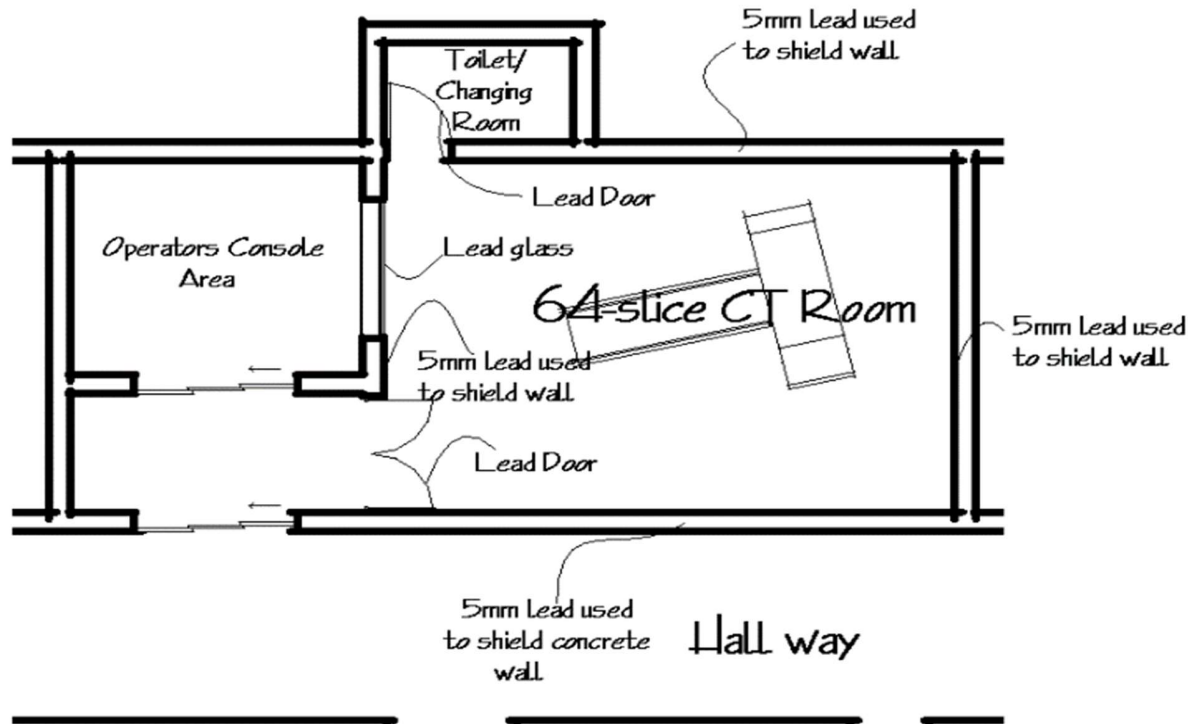 5mm Lead used
to shield wall
Toilet/
Changing
Room
Lead Door
Operators Console
Area
Lead glass
64-slice CT Room
5mm Lead used
to shield wall
5mm Lead used
to shield wall
Lead Door
5mm Lead used
to shield concrete
wall
Hall way